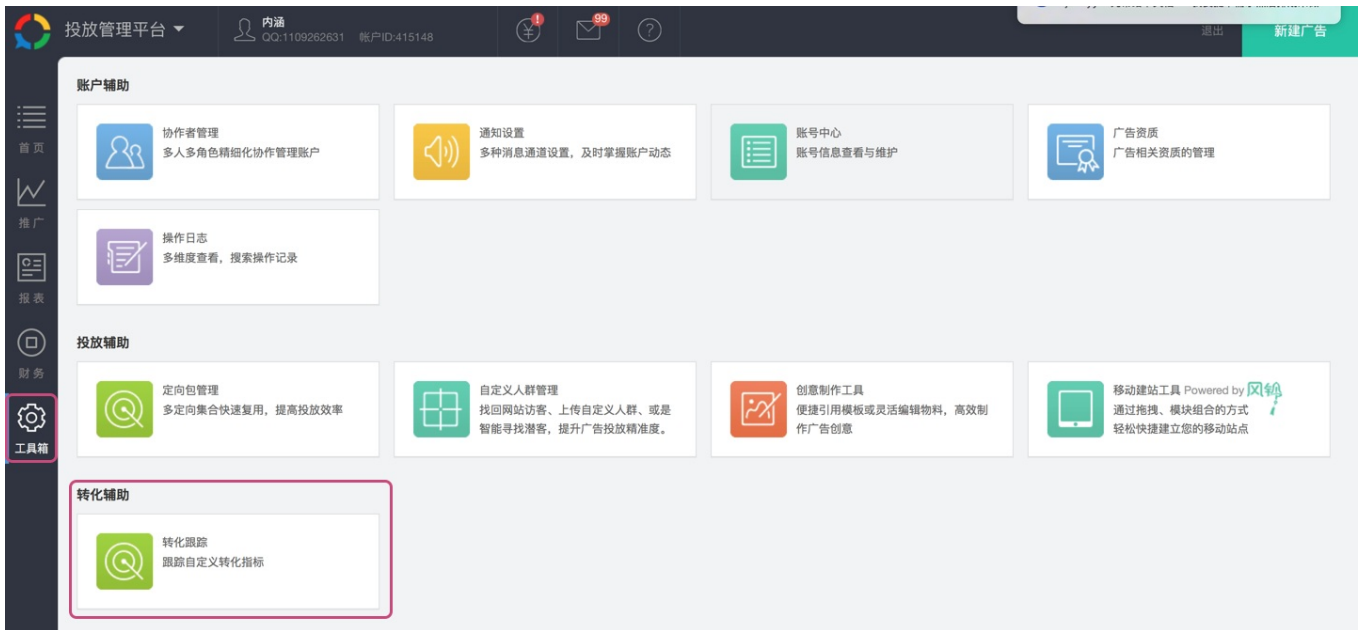 投放管理平台
内涵
QQ:1109262631 帐户ID:415148
99
退出
新建广告
首页
推广
报表
财务
工具箱
账户辅助
协作者管理
多人多角色精细化协作管理账户
通知设置
多种消息通道设置，及时掌握账户动态
账号中心
账号信息查看与维护
广告资质
广告相关资质的管理
操作日志
多维度查看，搜索操作记录
投放辅助
定向包管理
多定向集合快速复用，提高投放效率
自定义人群管理
找回网站访客、上传自定义人群、或是
智能寻找潜客，提升广告投放精准度。
创意制作工具
便捷引用模板或灵活编辑物料，高效制
作广告创意
移动建站工具 Powered by 风铃
通过拖拽、模块组合的方式
轻松快捷建立您的移动站点
转化辅助
转化跟踪
跟踪自定义转化指标